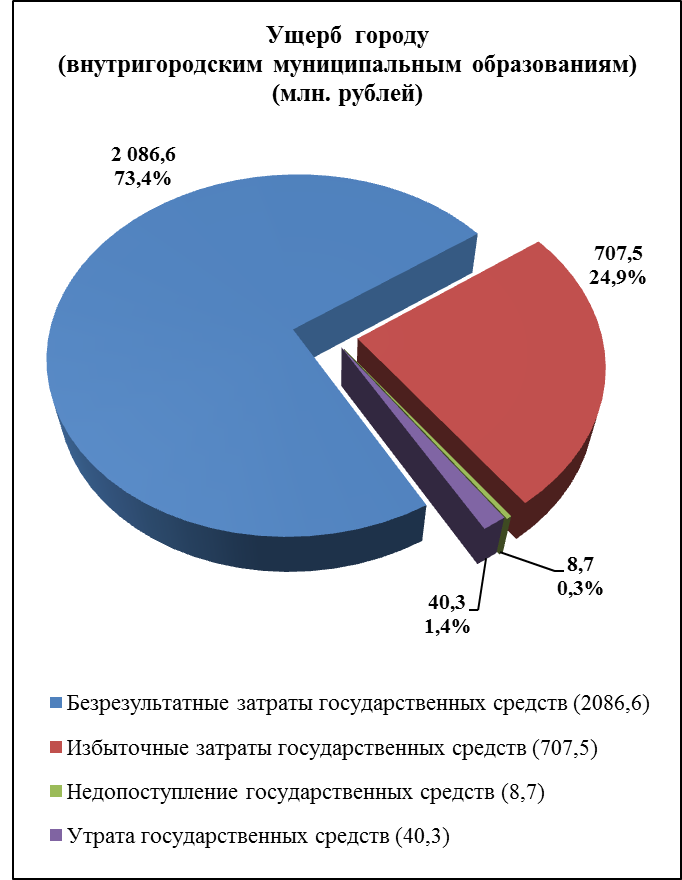 Ущерб городу
(внутригородским муниципальным образованиям)
(млн. рублей)
2 086,6
73,4%
707,5
24,9%
8,7
0,3%
40,3
1,4%
Безрезультатные затраты государственных средств (2086,6)
Избыточные затраты государственных средств (707,5)
Недопоступление государственных средств (8,7)
Утрата государственных средств (40,3)